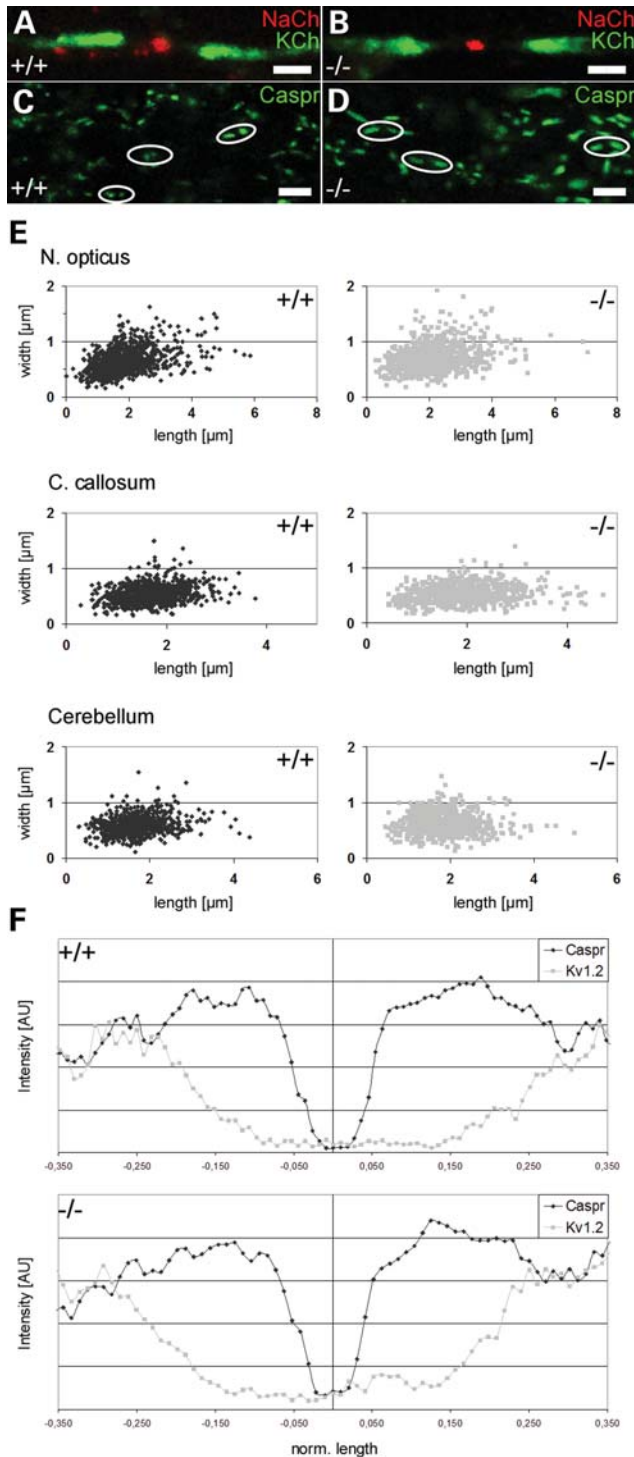 A NaCh B NaCh
KCh KCh
+/+ -/-
C Caspr D Caspr
+/+ -/-
E
N. opticus
2 +/+ 2 -/-
width [µm]
1 1
0 0
0 2 4 6 8 0 2 4 6 8
length [µm] length [µm]
C. callosum
2 +/+ 2 -/-
width [µm]
1 1
0 0
0 2 4 0 2 4
length [µm] length [µm]
Cerebellum
2 +/+ 2 -/-
width [µm]
1 1
0 0
0 2 4 6 0 2 4 6
length [µm] length [µm]
F
+/+ Caspr
Kv1.2
Intensity [AU]
-0,350 -0,250 -0,150 -0,050 0,050 0,150 0,250 0,350
-/- Caspr
Kv1.2
Intensity [AU]
-0,350 -0,250 -0,150 -0,050 0,050 0,150 0,250 0,350
norm. length